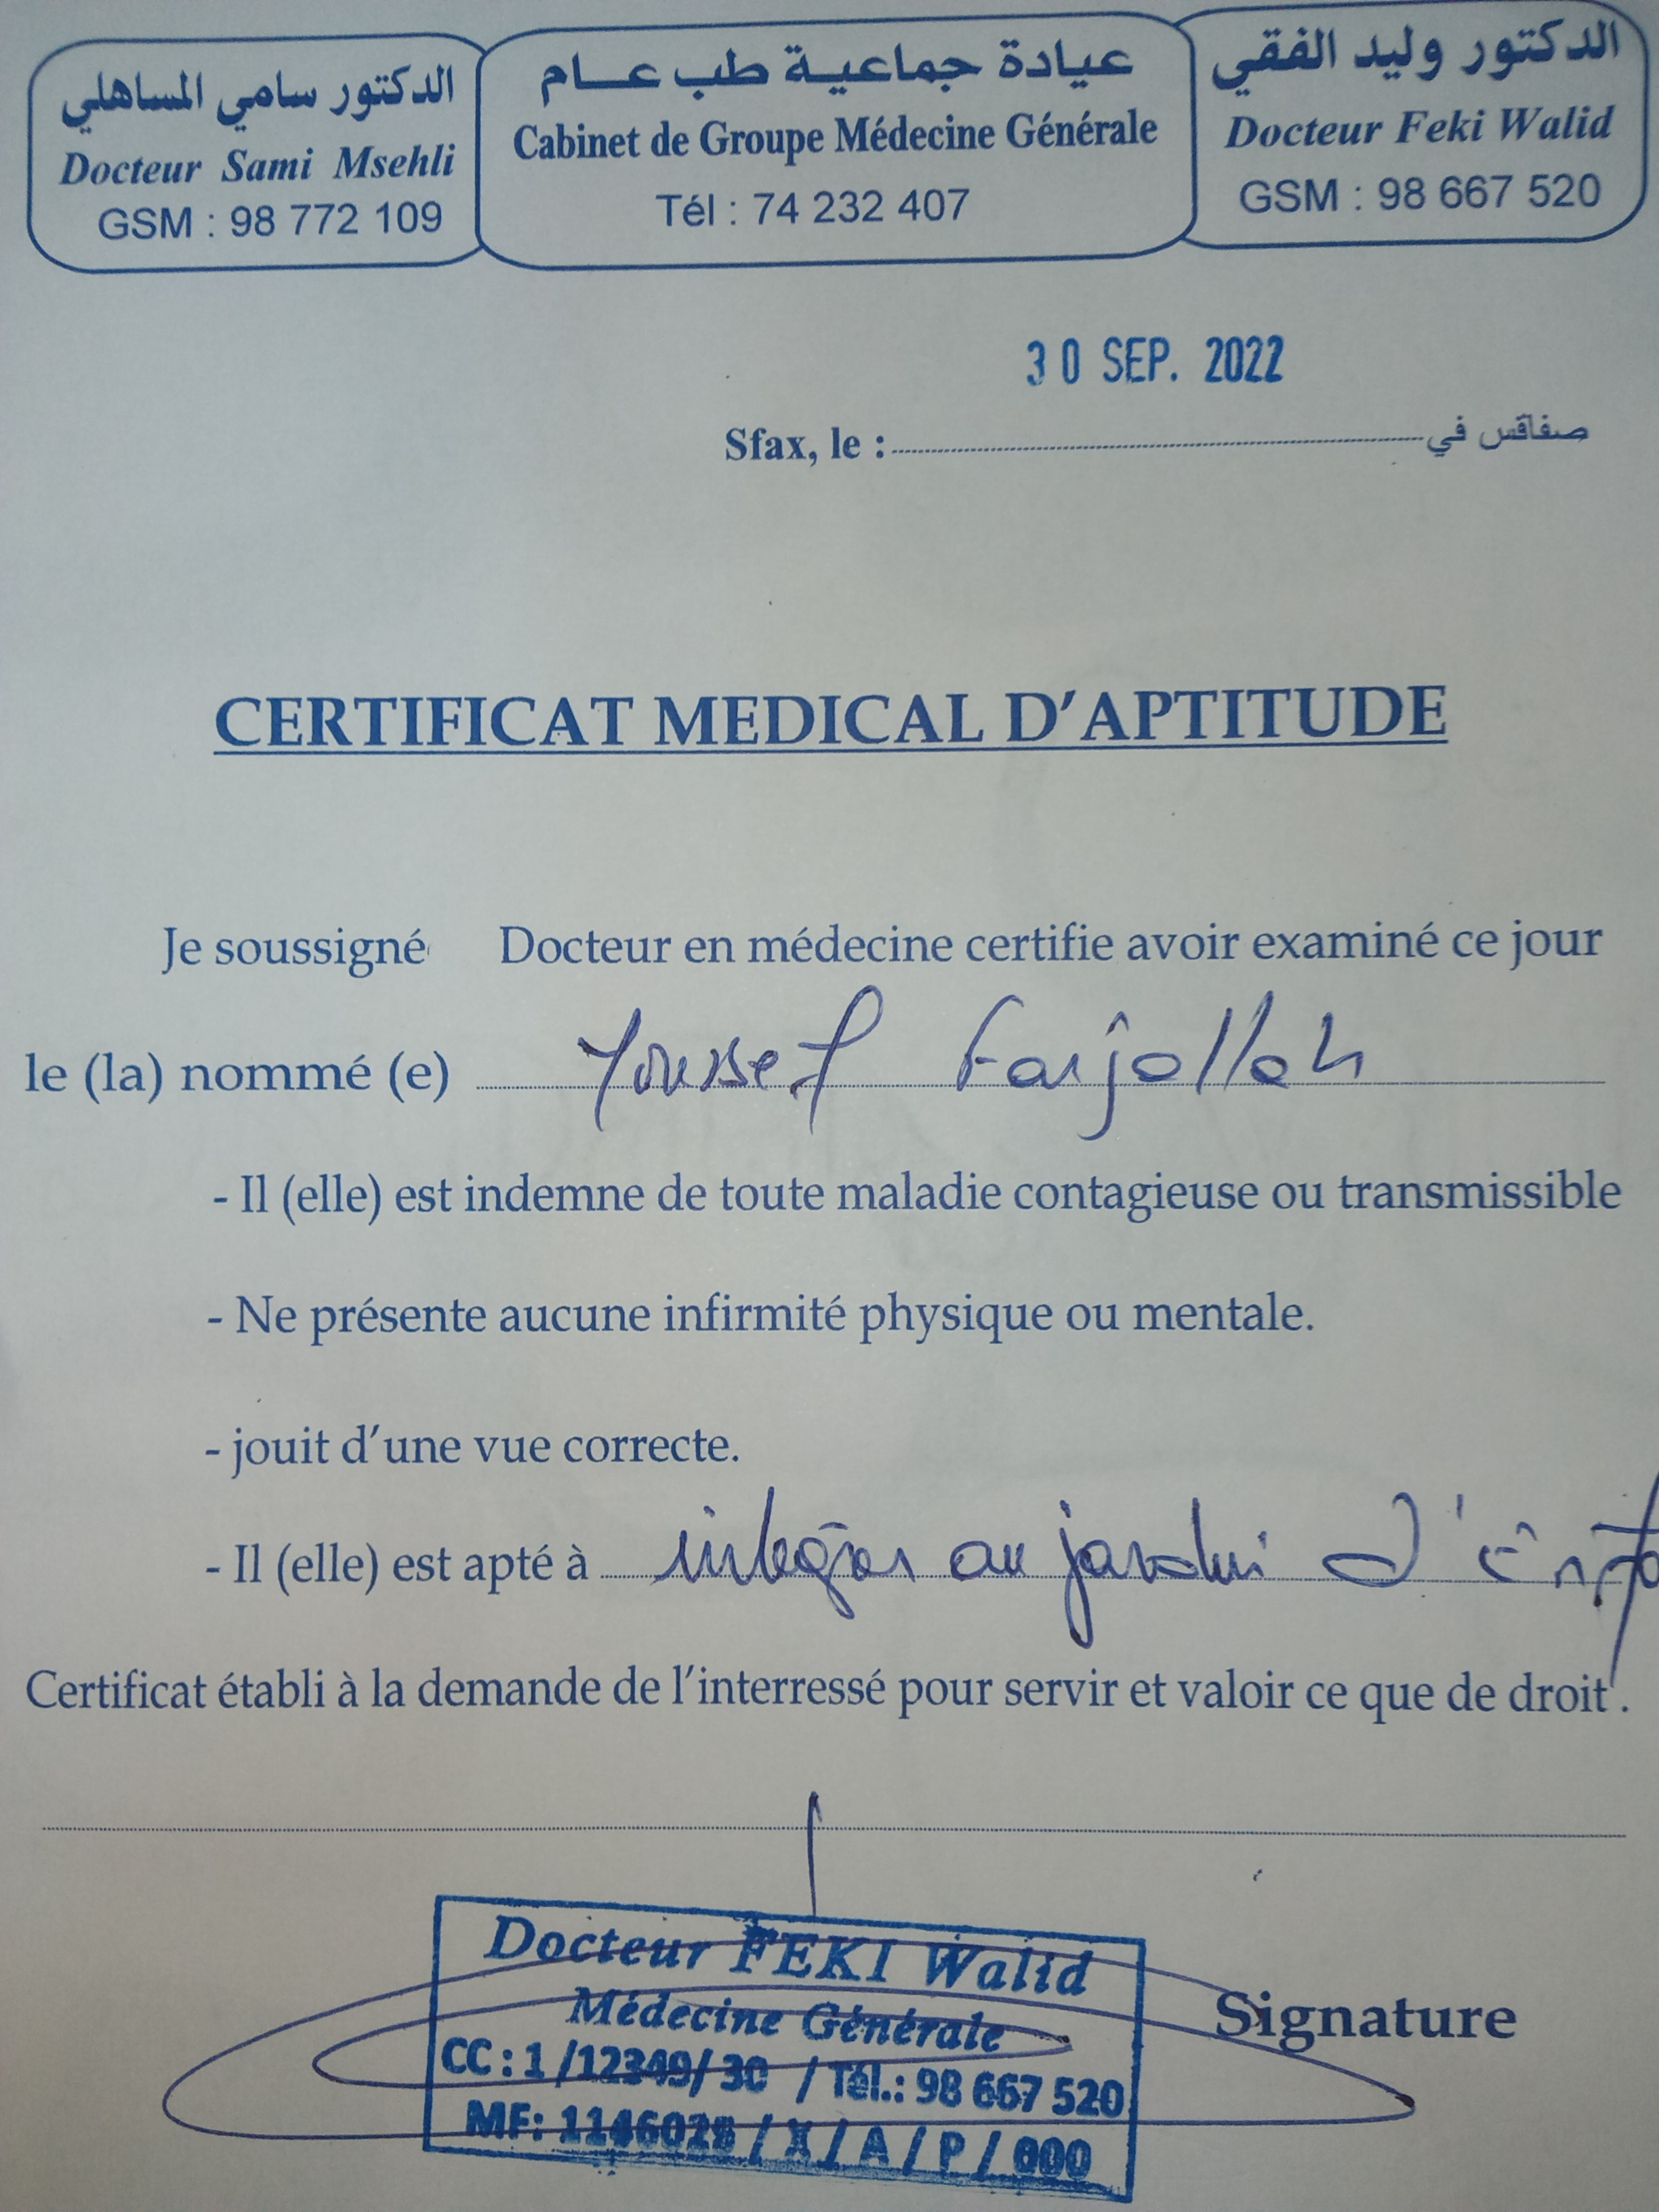 الدكتور سامي المساهلي
Docteur Sami Msehli
GSM : 98 772 109
عيادة جماعية طب عام
Cabinet de Groupe Médecine Générale
Tél : 74 232 407
الدكتور وليد الفقي
Docteur Feki Walid
GSM : 98 667 520
30 SEP. 2022
Sfax, le : صفاقس في
CERTIFICAT MEDICAL D'APTITUDE
Je soussigné Docteur en médecine certifie avoir examiné ce jour
le (la) nommé (e) Youssef Farjallah
- Il (elle) est indemne de toute maladie contagieuse ou transmissible
- Ne présente aucune infirmité physique ou mentale.
- jouit d'une vue correcte.
- Il (elle) est apté à intégrer au jardin d'enfa
Certificat établi à la demande de l'interressé pour servir et valoir ce que de droit.
Docteur FEKI Walid
Médecine Générale
CC : 1 /12349/ 30 / Tél.: 98 667 520
MF: 1146028 / X / A / P / 000
Signature